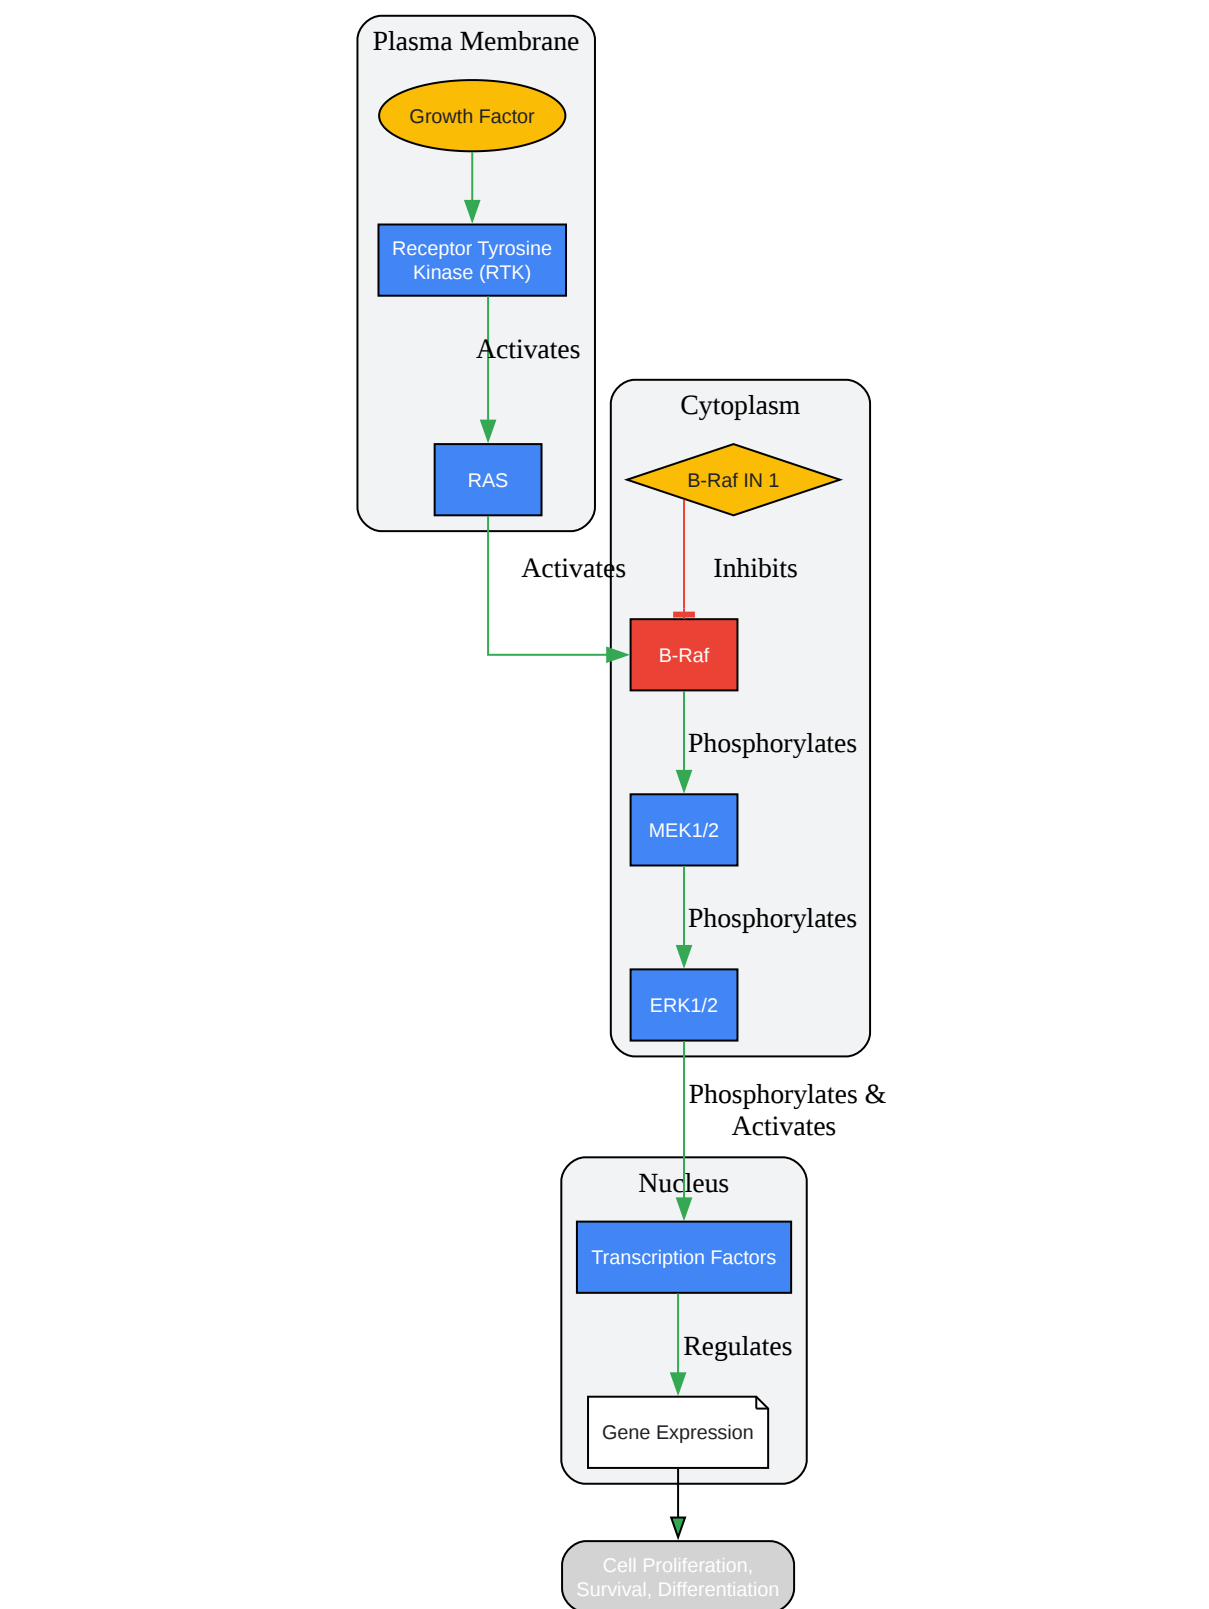 Plasma Membrane
Growth Factor
Receptor Tyrosine
Kinase (RTK)
Activates
RAS
Activates
Cytoplasm
B-Raf IN 1
Inhibits
B-Raf
Phosphorylates
MEK1/2
Phosphorylates
ERK1/2
Phosphorylates &
Activates
Nucleus
Transcription Factors
Regulates
Gene Expression
Cell Proliferation,
Survival, Differentiation